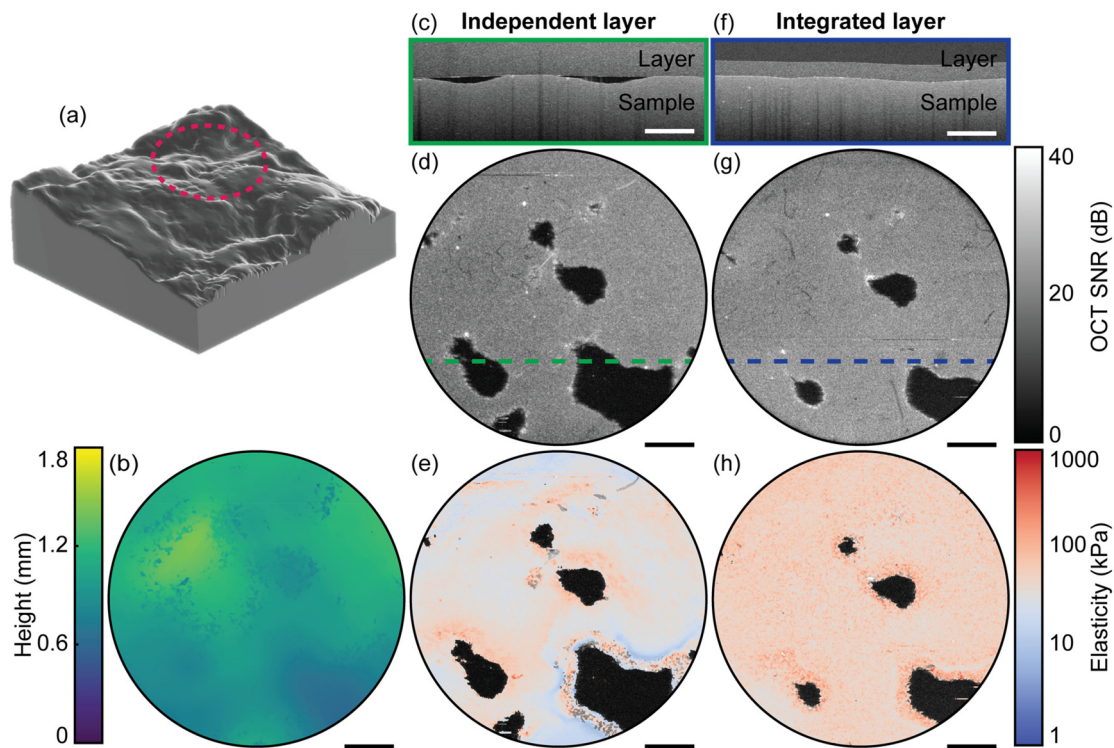 (c)
Independent layer
(f)
Integrated layer
Layer
Sample
Layer
Sample
(a)
(d)
(g)
40
20
0
OCT SNR (dB)
(b)
1.8
1.2
0.6
0
Height (mm)
(e)
(h)
1000
100
10
1
Elasticity (kPa)